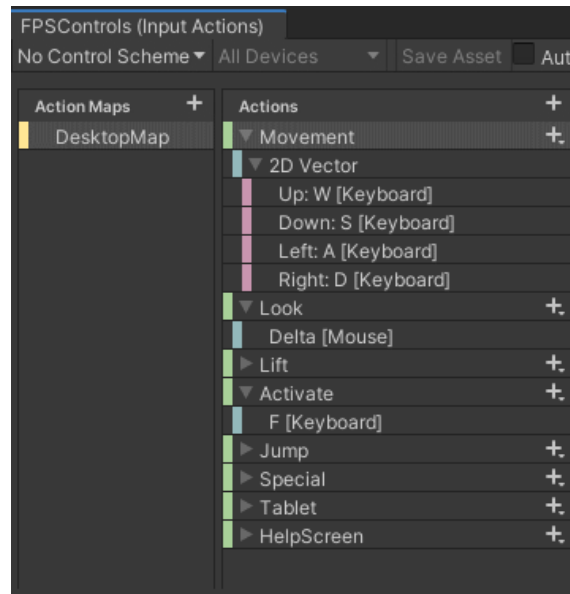 FPSControls (Input Actions)
No Control Scheme All Devices Save Asset Aut
Action Maps +
DesktopMap
Actions +
Movement +
2D Vector
Up: W [Keyboard]
Down: S [Keyboard]
Left: A [Keyboard]
Right: D [Keyboard]
Look +
Delta [Mouse]
Lift +
Activate +
F [Keyboard]
Jump +
Special +
Tablet +
HelpScreen +